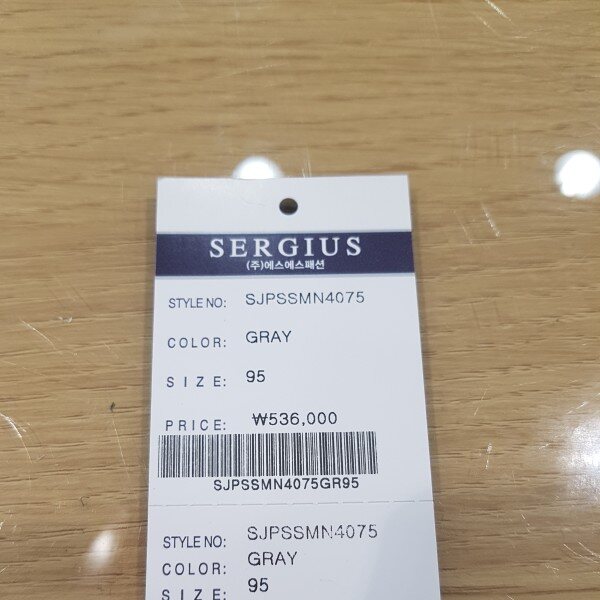 SERGIUS
(주)에스에스패션
STYLE NO: SJPSSMN4075
COLOR: GRAY
SIZE: 95
PRICE: ₩536,000
SJPSSMN4075GR95
STYLE NO: SJPSSMN4075
COLOR: GRAY
SIZE: 95